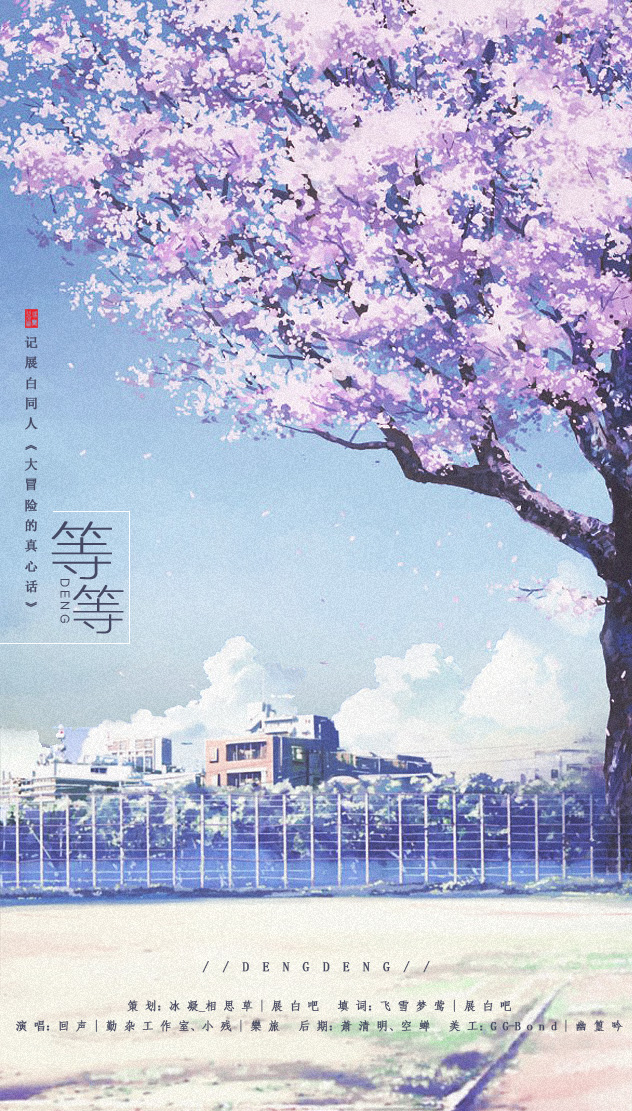 记展白同人《大冒险的真心话》
等等
DENG
//DENGDENG//
策划:冰凝相思草|展白吧 填词:飞雪梦莺|展白吧
演唱:回声|勤杂工作室、小残|樂旅 后期:萧清明、空蝉 美工:GGBond|幽篁吟